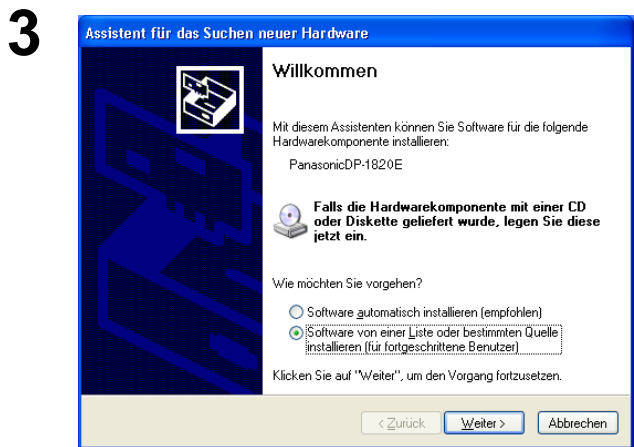 3
Assistent für das Suchen neuer Hardware
Willkommen
Mit diesem Assistenten können Sie Software für die folgende
Hardwarekomponente installieren:
PanasonicDP-1820E
Falls die Hardwarekomponente mit einer CD
oder Diskette geliefert wurde, legen Sie diese
jetzt ein.
Wie möchten Sie vorgehen?
Software automatisch installieren (empfohlen)
Software von einer Liste oder bestimmten Quelle
installieren (für fortgeschrittene Benutzer)
Klicken Sie auf "Weiter", um den Vorgang fortzusetzen.
< Zurück Weiter > Abbrechen